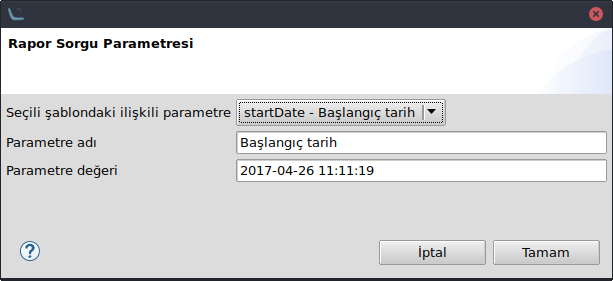 Rapor Sorgu Parametresi
Seçili şablondaki ilişkili parametre startDate - Başlangıç tarih
Parametre adı Başlangıç tarih
Parametre değeri 2017-04-26 11:11:19
? İptal Tamam